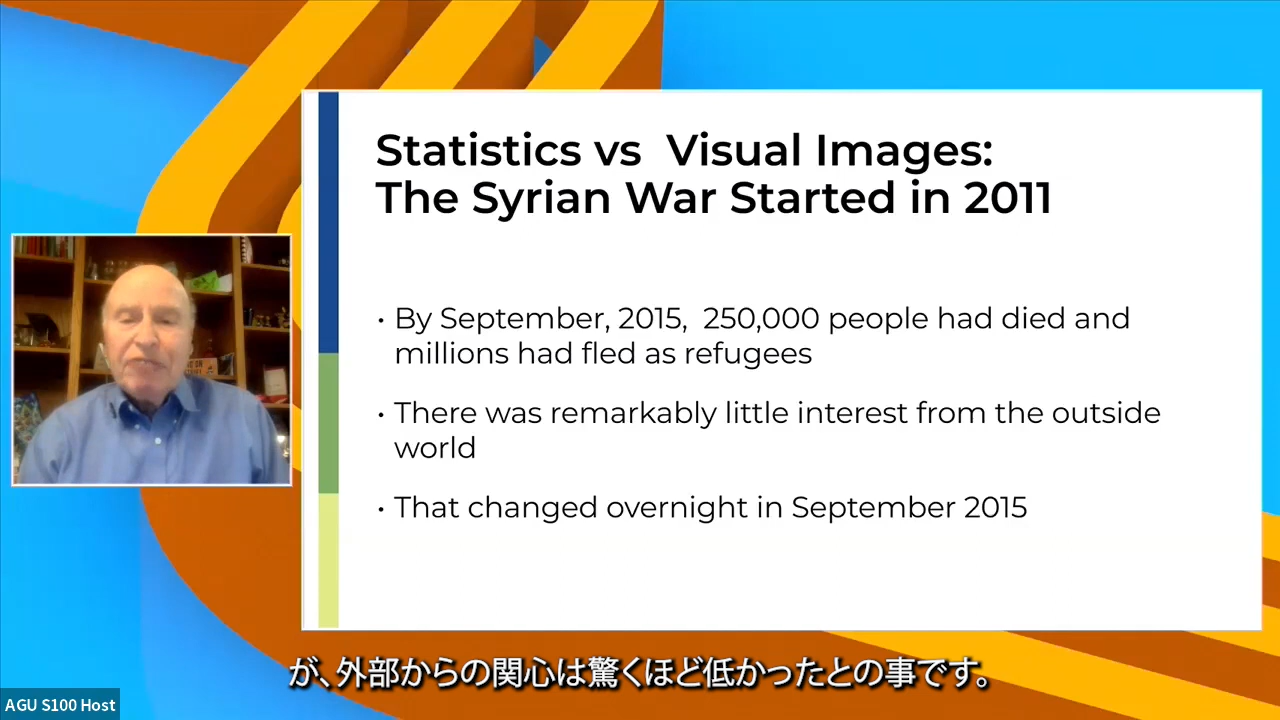 Statistics vs Visual Images:
The Syrian War Started in 2011
• By September, 2015, 250,000 people had died and
millions had fled as refugees
• There was remarkably little interest from the outside
world
• That changed overnight in September 2015
が、外部からの関心は驚くほど低かったとの事です。
AGU S100 Host